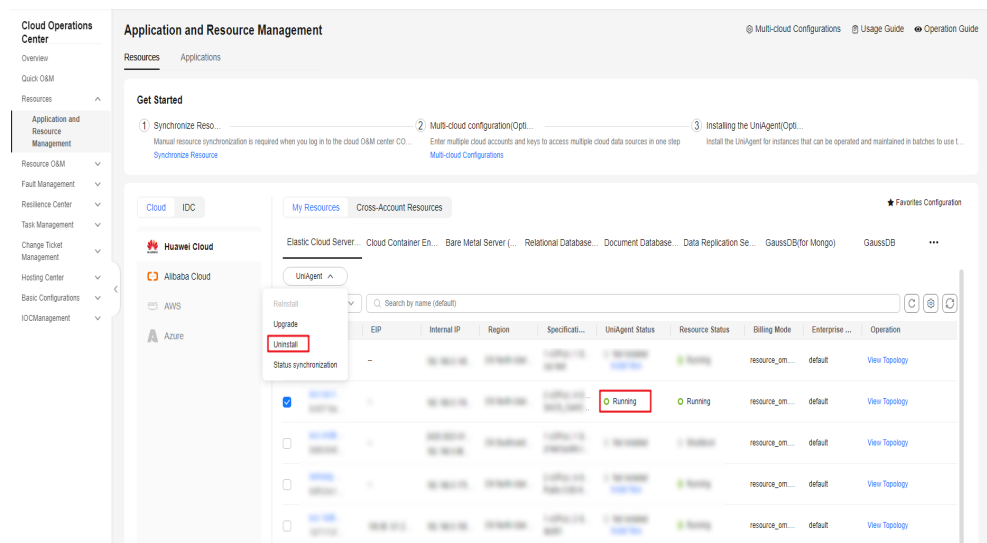 Cloud Operations
Center
Overview
Quick O&M
Resources
Application and
Resource
Management
Resource O&M
Fault Management
Resilience Center
Task Management
Change Ticket
Management
Hosting Center
Basic Configurations
IOCManagement
Application and Resource Management
Multi-cloud Configurations Usage Guide Operation Guide
Resources Applications
Get Started
1 Synchronize Reso...
Manual resource synchronization is required when you log in to the cloud O&M center CO...
Synchronize Resource
2 Multi-cloud configuration(Opti...
Enter multiple cloud accounts and keys to access multiple cloud data sources in one step
Multi-cloud Configurations
3 Installing the UniAgent(Opti...
Install the UniAgent for instances that can be operated and maintained in batches to use t...
Cloud IDC
Huawei Cloud
Alibaba Cloud
AWS
Azure
My Resources Cross-Account Resources
Favorites Configuration
Elastic Cloud Server... Cloud Container En... Bare Metal Server (... Relational Database... Document Database... Data Replication Se... GaussDB(for Mongo) GaussDB •••
UniAgent
Reinstall
Upgrade
Uninstall
Status synchronization
Search by name (default)
EIP Internal IP Region Specificati... UniAgent Status Resource Status Billing Mode Enterprise ... Operation
-- Running resource_om... default View Topology
Running Running resource_om... default View Topology
resource_om... default View Topology
resource_om... default View Topology
resource_om... default View Topology